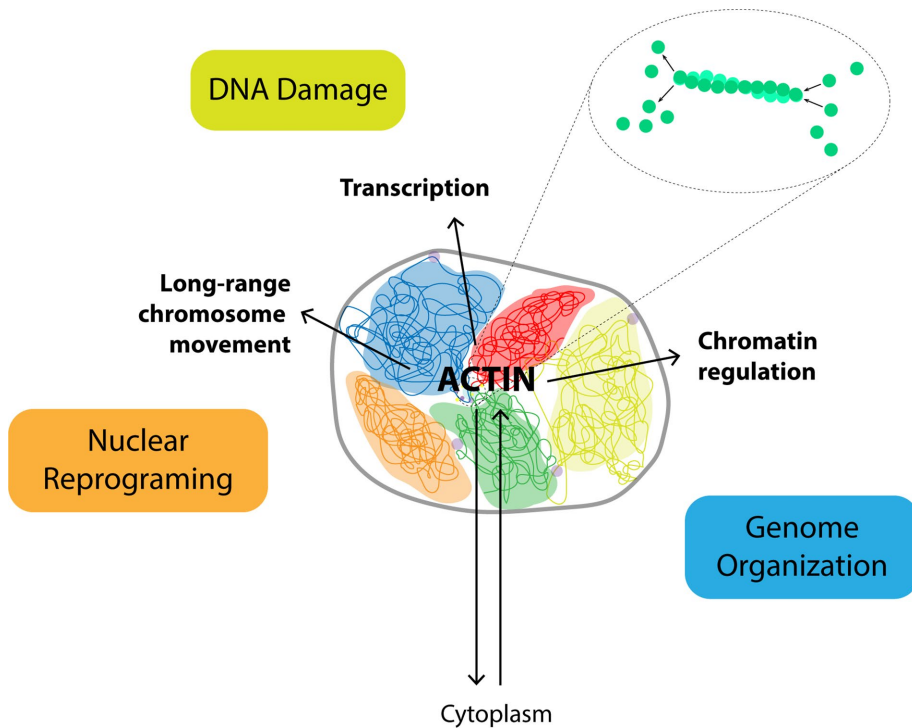 DNA Damage
Transcription
Long-range
chromosome
movement
ACTIN
Chromatin
regulation
Nuclear
Reprograming
Genome
Organization
Cytoplasm